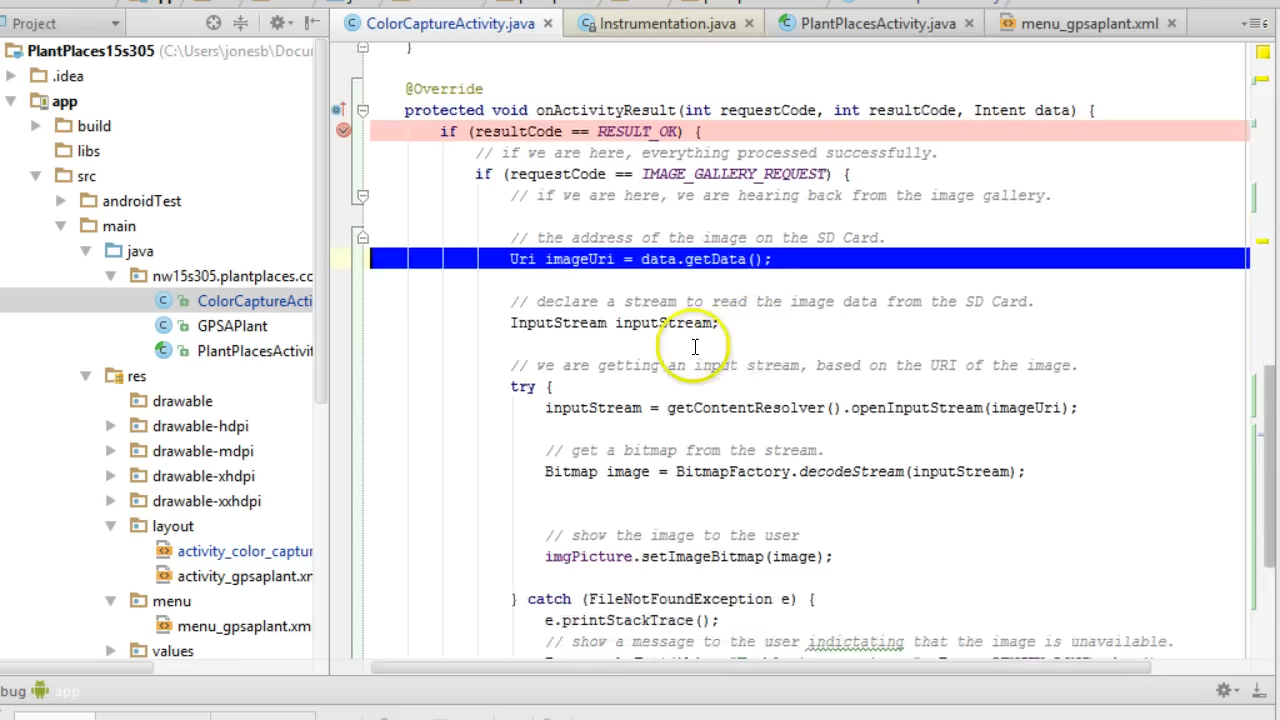 Project
ColorCaptureActivity.java
Instrumentation.java
PlantPlacesActivity.java
menu_gpsaplant.xml
PlantPlaces15s305 (C:\Users\jonesb\Docu
.idea
app
build
libs
src
androidTest
main
java
nw15s305.plantplaces.cc
ColorCaptureActi
GPSAPlant
PlantPlacesActivit
res
drawable
drawable-hdpi
drawable-mdpi
drawable-xhdpi
drawable-xxhdpi
layout
activity_color_captur
activity_gpsaplant.xn
menu
menu_gpsaplant.xm
values
}
@Override
protected void onActivityResult(int requestCode, int resultCode, Intent data) {
if (resultCode == RESULT_OK) {
// if we are here, everything processed successfully.
if (requestCode == IMAGE_GALLERY_REQUEST) {
// if we are here, we are hearing back from the image gallery.
// the address of the image on the SD Card.
Uri imageUri = data.getData();
// declare a stream to read the image data from the SD Card.
InputStream inputStream;
// we are getting an input stream, based on the URI of the image.
try {
inputStream = getContentResolver().openInputStream(imageUri);
// get a bitmap from the stream.
Bitmap image = BitmapFactory.decodeStream(inputStream);
// show the image to the user
imgPicture.setImageBitmap(image);
} catch (FileNotFoundException e) {
e.printStackTrace();
// show a message to the user indictating that the image is unavailable.
bug app